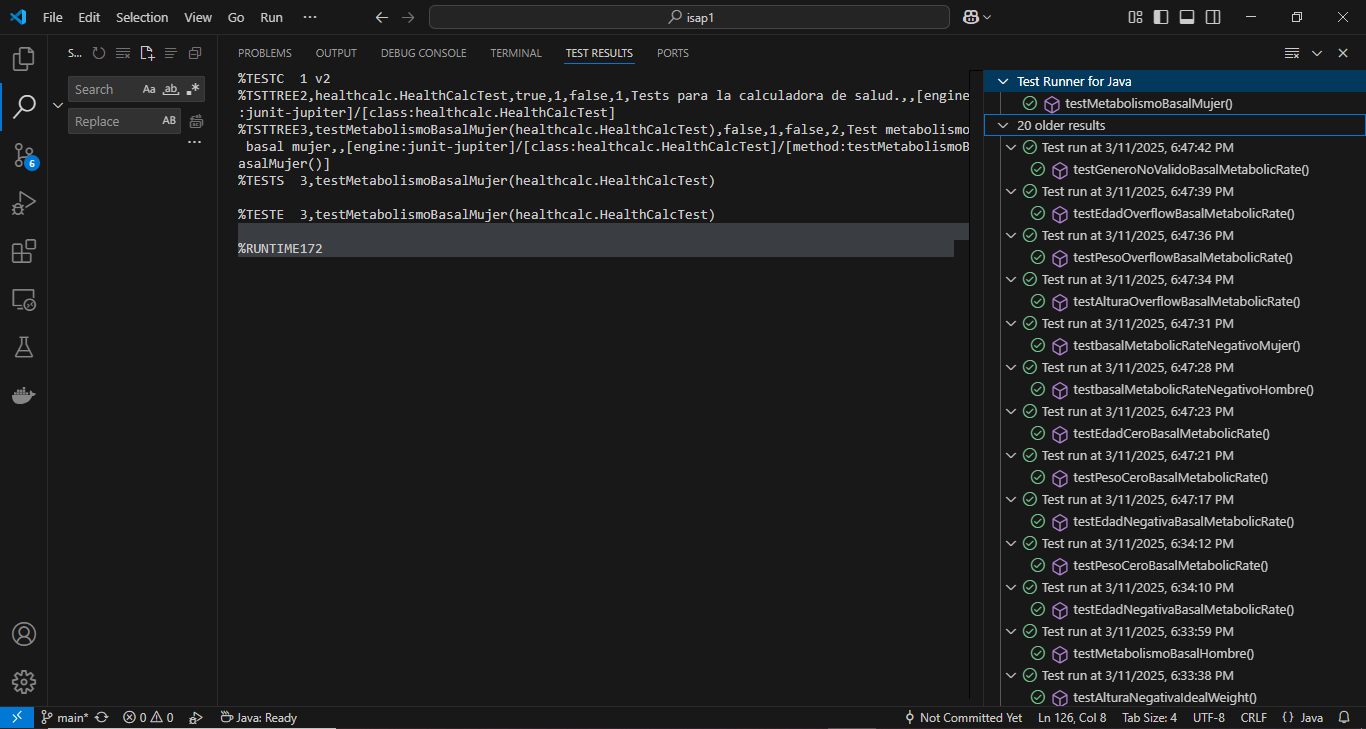 File Edit Selection View Go Run ··· isap1
S...
Search Aa ab
Replace AB
···
6
PROBLEMS OUTPUT DEBUG CONSOLE TERMINAL TEST RESULTS PORTS
%TESTC  1 v2
%TSTTREE2,healthcalc.HealthCalcTest,true,1,false,1,Tests para la calculadora de salud.,,[engine
:junit-jupiter]/[class:healthcalc.HealthCalcTest]
%TSTTREE3,testMetabolismoBasalMujer(healthcalc.HealthCalcTest),false,1,false,2,Test metabolismo
basal mujer,,[engine:junit-jupiter]/[class:healthcalc.HealthCalcTest]/[method:testMetabolismoB
asalMujer()]
%TESTS  3,testMetabolismoBasalMujer(healthcalc.HealthCalcTest)
%TESTE  3,testMetabolismoBasalMujer(healthcalc.HealthCalcTest)
%RUNTIME172
Test Runner for Java
testMetabolismoBasalMujer()
20 older results
Test run at 3/11/2025, 6:47:42 PM
testGeneroNoValidoBasalMetabolicRate()
Test run at 3/11/2025, 6:47:39 PM
testEdadOverflowBasalMetabolicRate()
Test run at 3/11/2025, 6:47:36 PM
testPesoOverflowBasalMetabolicRate()
Test run at 3/11/2025, 6:47:34 PM
testAlturaOverflowBasalMetabolicRate()
Test run at 3/11/2025, 6:47:31 PM
testbasalMetabolicRateNegativoMujer()
Test run at 3/11/2025, 6:47:28 PM
testbasalMetabolicRateNegativoHombre()
Test run at 3/11/2025, 6:47:23 PM
testEdadCeroBasalMetabolicRate()
Test run at 3/11/2025, 6:47:21 PM
testPesoCeroBasalMetabolicRate()
Test run at 3/11/2025, 6:47:17 PM
testEdadNegativaBasalMetabolicRate()
Test run at 3/11/2025, 6:34:12 PM
testPesoCeroBasalMetabolicRate()
Test run at 3/11/2025, 6:34:10 PM
testEdadNegativaBasalMetabolicRate()
Test run at 3/11/2025, 6:33:59 PM
testMetabolismoBasalHombre()
Test run at 3/11/2025, 6:33:38 PM
testAlturaNegativaIdealWeight()
main* 0 0 Java: Ready Not Committed Yet Ln 126, Col 8 Tab Size: 4 UTF-8 CRLF {} Java